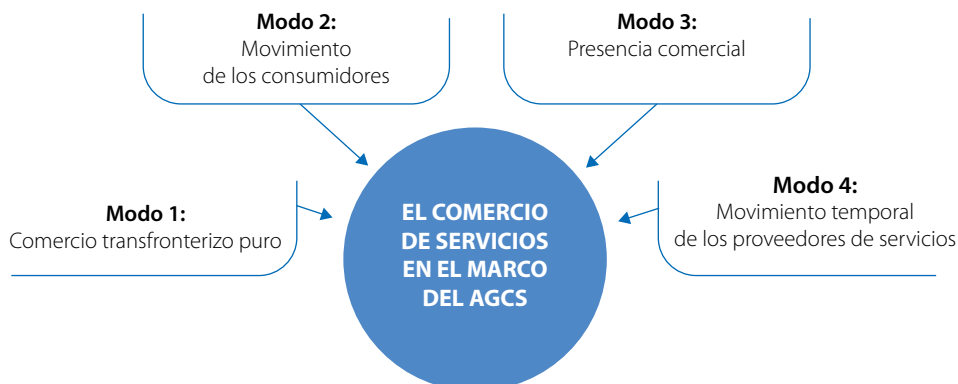 Modo 2:
Movimiento
de los consumidores
Modo 3:
Presencia comercial
Modo 1:
Comercio transfronterizo puro
EL COMERCIO
DE SERVICIOS
EN EL MARCO
DEL AGCS
Modo 4:
Movimiento temporal
de los proveedores de servicios